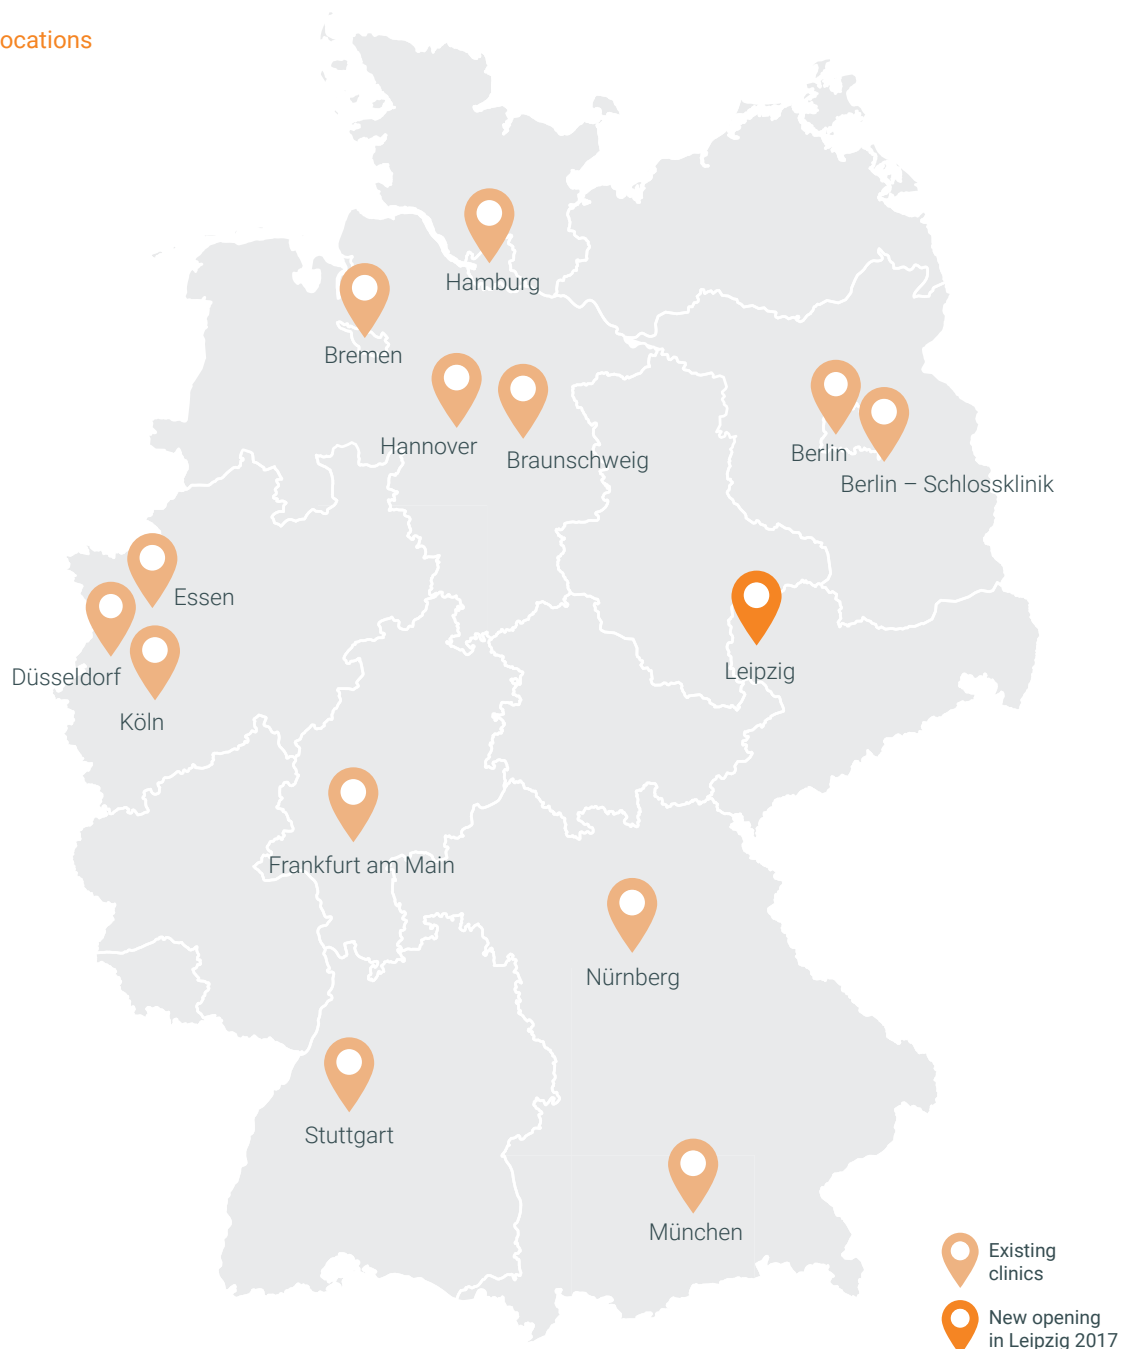 ocations
Hamburg
Bremen
Hannover
Braunschweig
Berlin
Berlin – Schlossklinik
Essen
Düsseldorf
Köln
Leipzig
Frankfurt am Main
Nürnberg
Stuttgart
München
Existing
clinics
New opening
in Leipzig 2017